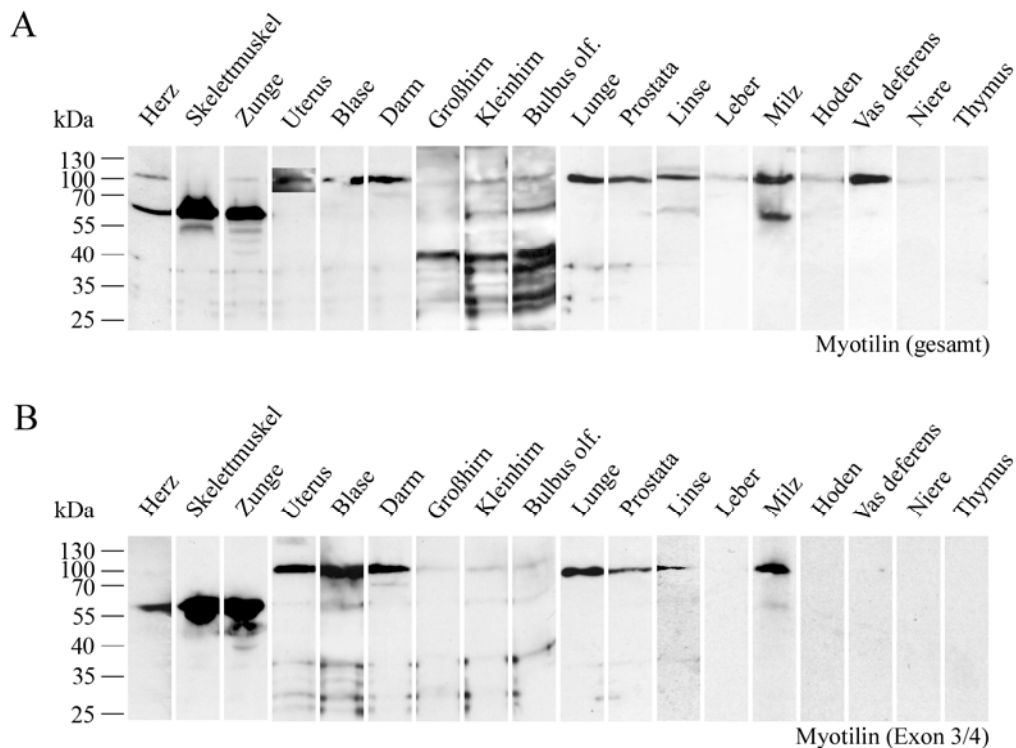 A
Herz Skelettmuskel Zunge Uterus Blase Darm Großhirn Kleinhirn Bulbus olf. Lunge Prostata Linse Leber Milz Hoden Vas deferens Niere Thymus
kDa
130
100
70
55
40
35
25
Myotilin (gesamt)
B
Herz Skelettmuskel Zunge Uterus Blase Darm Großhirn Kleinhirn Bulbus olf. Lunge Prostata Linse Leber Milz Hoden Vas deferens Niere Thymus
kDa
130
100
70
55
40
35
25
Myotilin (Exon 3/4)